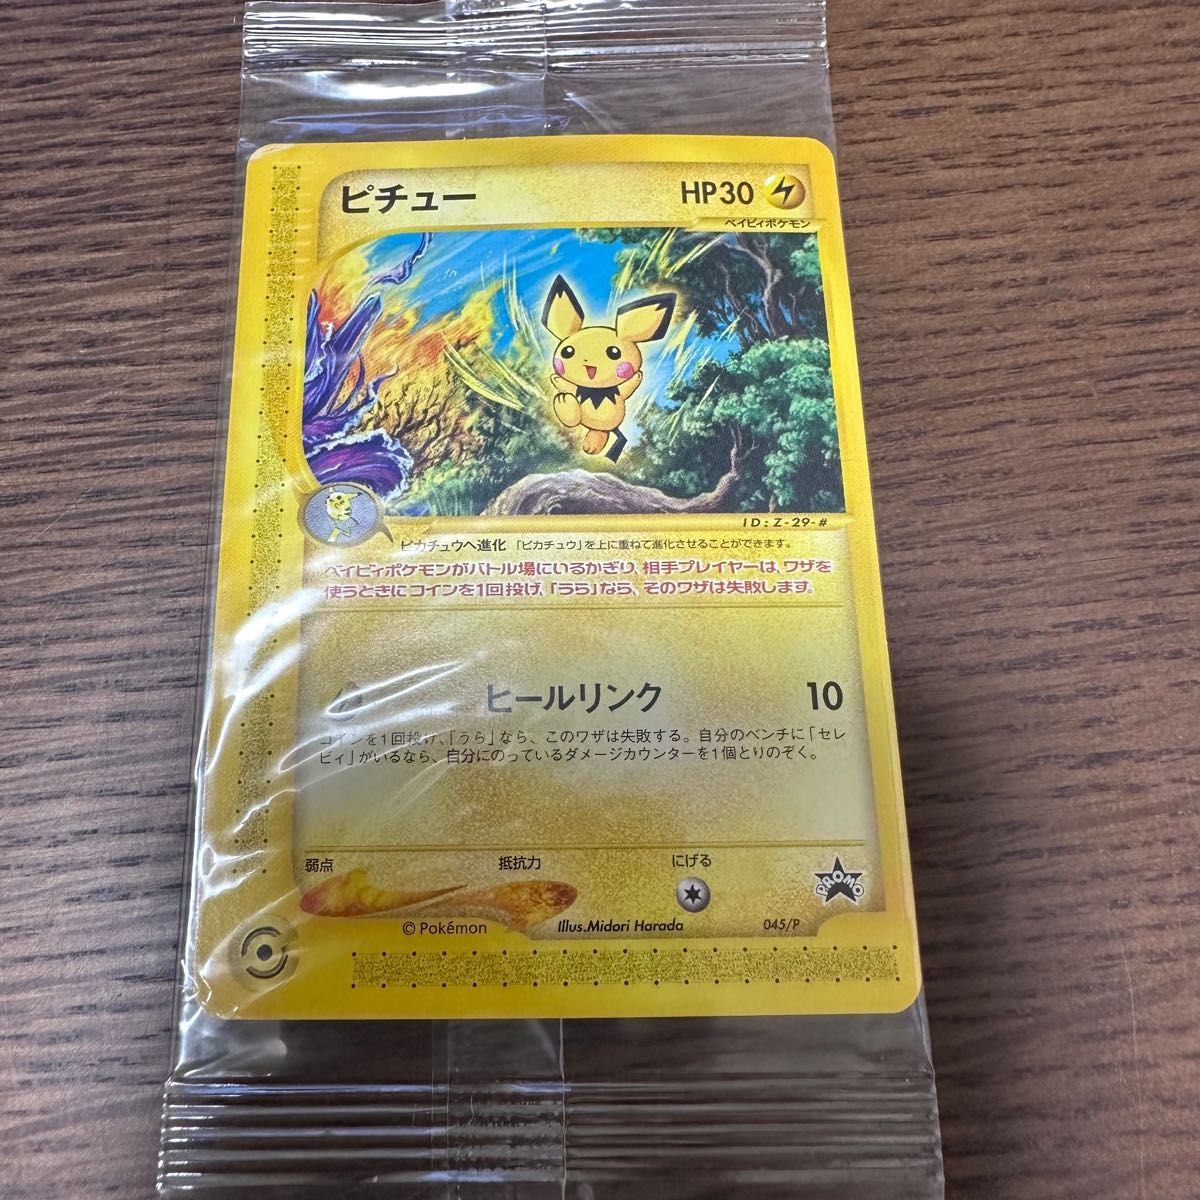 ピチュー
HP30
ベイビィポケモン
ID:Z-29-#
ピカチュウへ進化 「ピカチュウ」を上に重ねて進化させることができます。
ベイビィポケモンがバトル場にいるかぎり、相手プレイヤーは、ワザを
使うときにコインを1回投げ、「うら」なら、そのワザは失敗します。
ヒールリンク 10
コインを1回投げ、「うら」なら、このワザは失敗する。自分のベンチに「セレ
ビィ」がいるなら、自分にのっているダメージカウンターを1個とりのぞく。
弱点 抵抗力 にげる
PROMO
© Pokémon Illus.Midori Harada 045/P